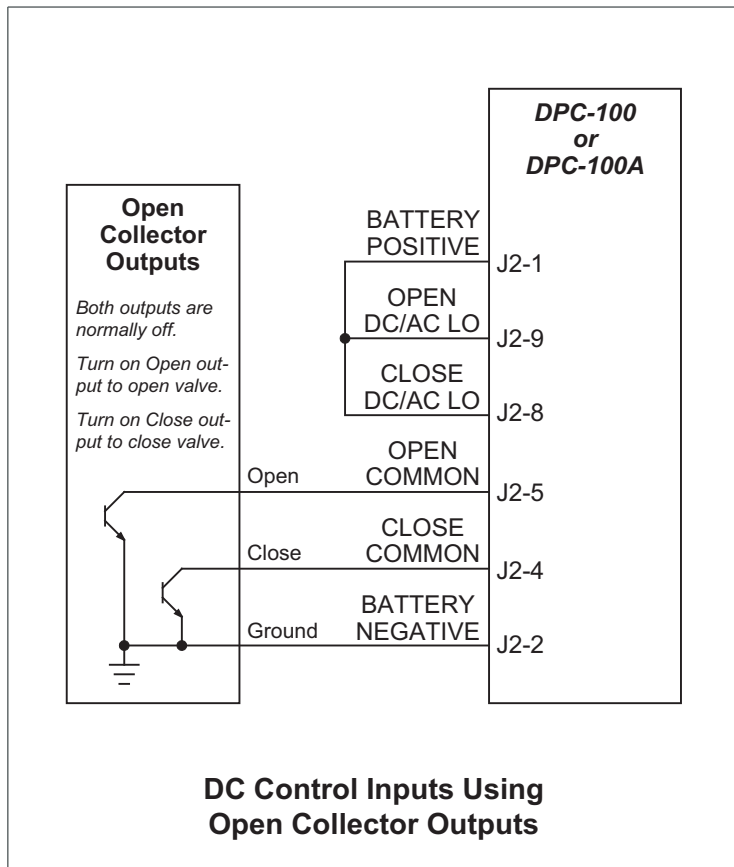 DPC-100
or
DPC-100A
Open
Collector
Outputs
Both outputs are
normally off.
Turn on Open out-
put to open valve.
Turn on Close out-
put to close valve.
BATTERY
POSITIVE
J2-1
OPEN
DC/AC LO
J2-9
CLOSE
DC/AC LO
J2-8
Open
OPEN
COMMON
J2-5
Close
CLOSE
COMMON
J2-4
Ground
BATTERY
NEGATIVE
J2-2
DC Control Inputs Using
Open Collector Outputs